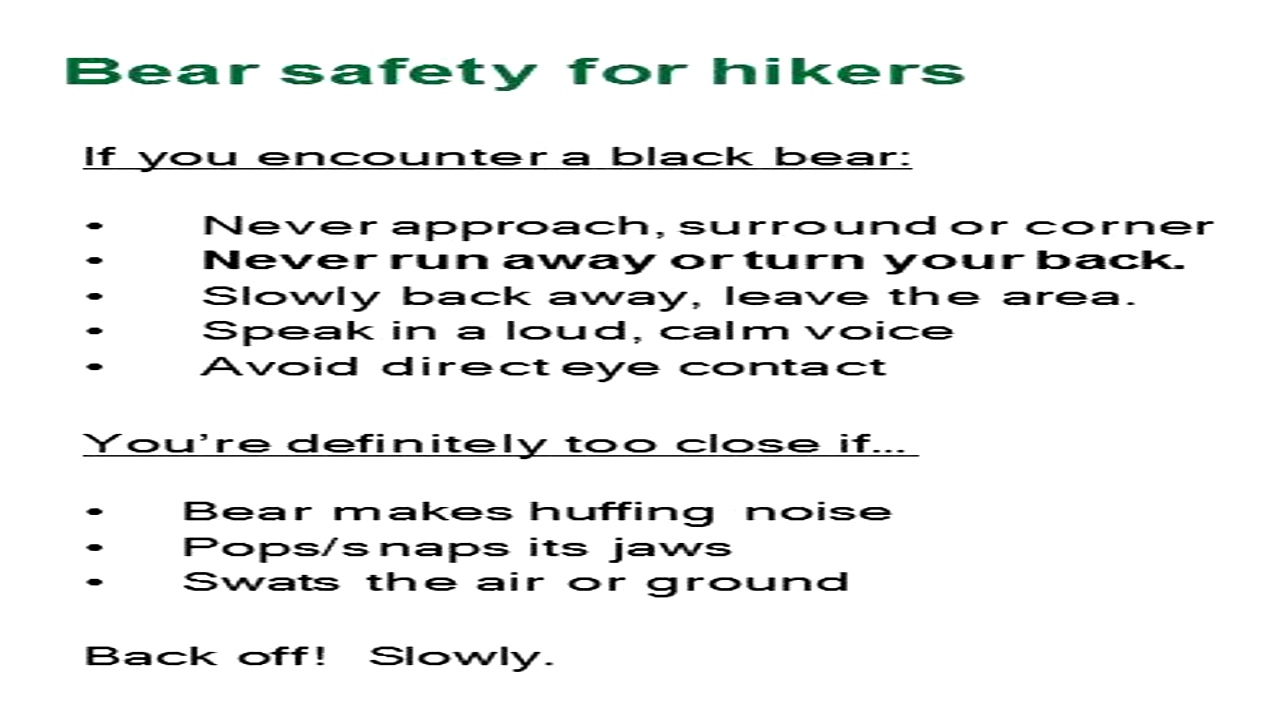 Bear safety for hikers
If you encounter a black bear:
• Never approach, surround or corner
• Never run away or turn your back.
• Slowly back away, leave the area.
• Speak in a loud, calm voice
• Avoid direct eye contact
You’re definitely too close if...
• Bear makes huffing noise
• Pops/snaps its jaws
• Swats the air or ground
Back off! Slowly.